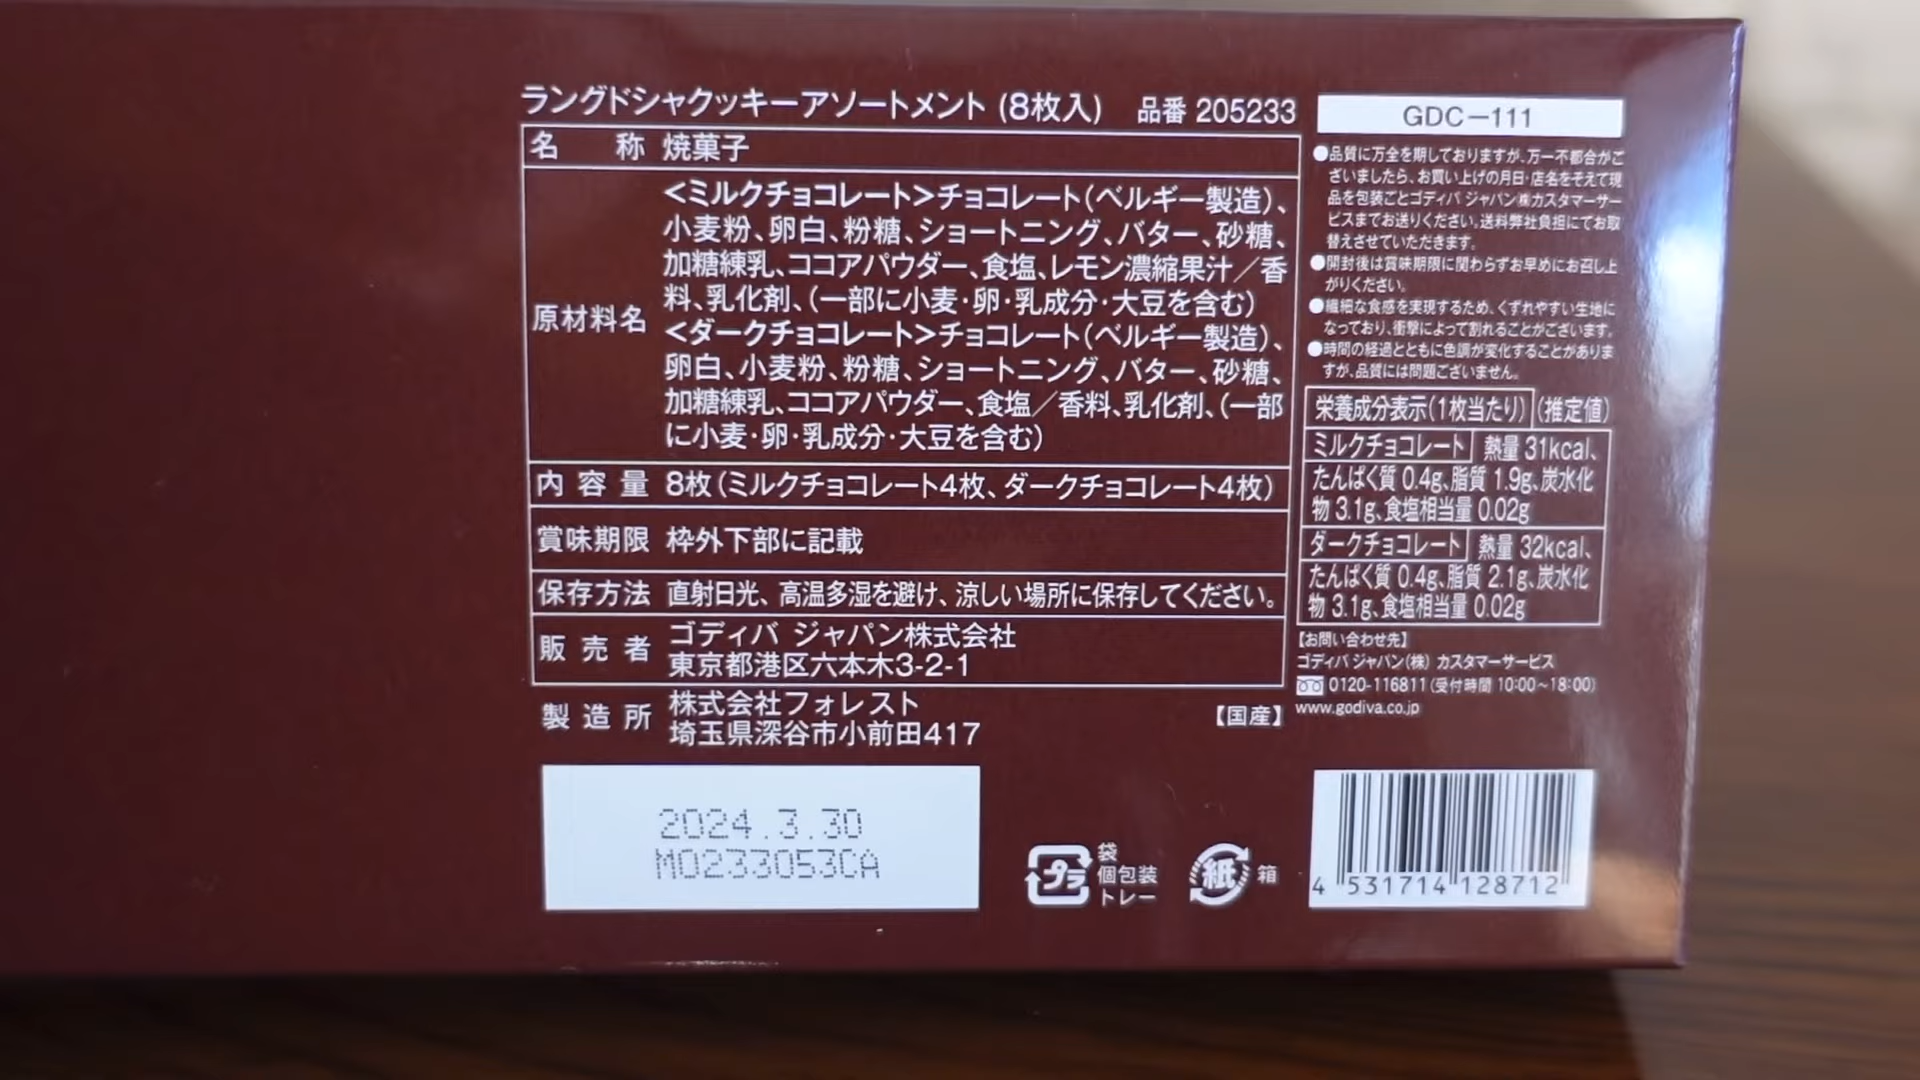 ラングドシャクッキーアソートメント (8枚入) 品番 205233
名称 焼菓子
原材料名
<ミルクチョコレート>チョコレート(ベルギー製造)、
小麦粉、卵白、粉糖、ショートニング、バター、砂糖、
加糖練乳、ココアパウダー、食塩、レモン濃縮果汁／香
料、乳化剤、(一部に小麦・卵・乳成分・大豆を含む)
<ダークチョコレート>チョコレート(ベルギー製造)、
卵白、小麦粉、粉糖、ショートニング、バター、砂糖、
加糖練乳、ココアパウダー、食塩／香料、乳化剤、(一部
に小麦・卵・乳成分・大豆を含む)
内容量 8枚(ミルクチョコレート4枚、ダークチョコレート4枚)
賞味期限 枠外下部に記載
保存方法 直射日光、高温多湿を避け、涼しい場所に保存してください。
販売者
ゴディバ ジャパン株式会社
東京都港区六本木3-2-1
製造所
株式会社フォレスト
埼玉県深谷市小前田417
【国産】
2024.3.30
M0233053CA
プラ
袋
個包装
トレー
紙 箱
GDC－111
●品質に万全を期しておりますが、万一不都合がご
ざいましたら、お買い上げの月日・店名をそえて現
品を包装ごとゴディバ ジャパン㈱カスタマーサー
ビスまでお送りください。送料弊社負担にてお取
替えさせていただきます。
●開封後は賞味期限に関わらずお早めにお召し上
がりください。
●繊細な食感を実現するため、くずれやすい生地に
なっており、衝撃によって割れることがございます。
●時間の経過とともに色調が変化することがありま
すが、品質には問題ございません。
栄養成分表示(1枚当たり) (推定値)
ミルクチョコレート 熱量 31kcal、
たんぱく質 0.4g、脂質 1.9g、炭水化
物 3.1g、食塩相当量 0.02g
ダークチョコレート 熱量 32kcal、
たんぱく質 0.4g、脂質 2.1g、炭水化
物 3.1g、食塩相当量 0.02g
【お問い合わせ先】
ゴディバ ジャパン(株) カスタマーサービス
0120-116811(受付時間 10:00~18:00)
www.godiva.co.jp
4 531714 128712